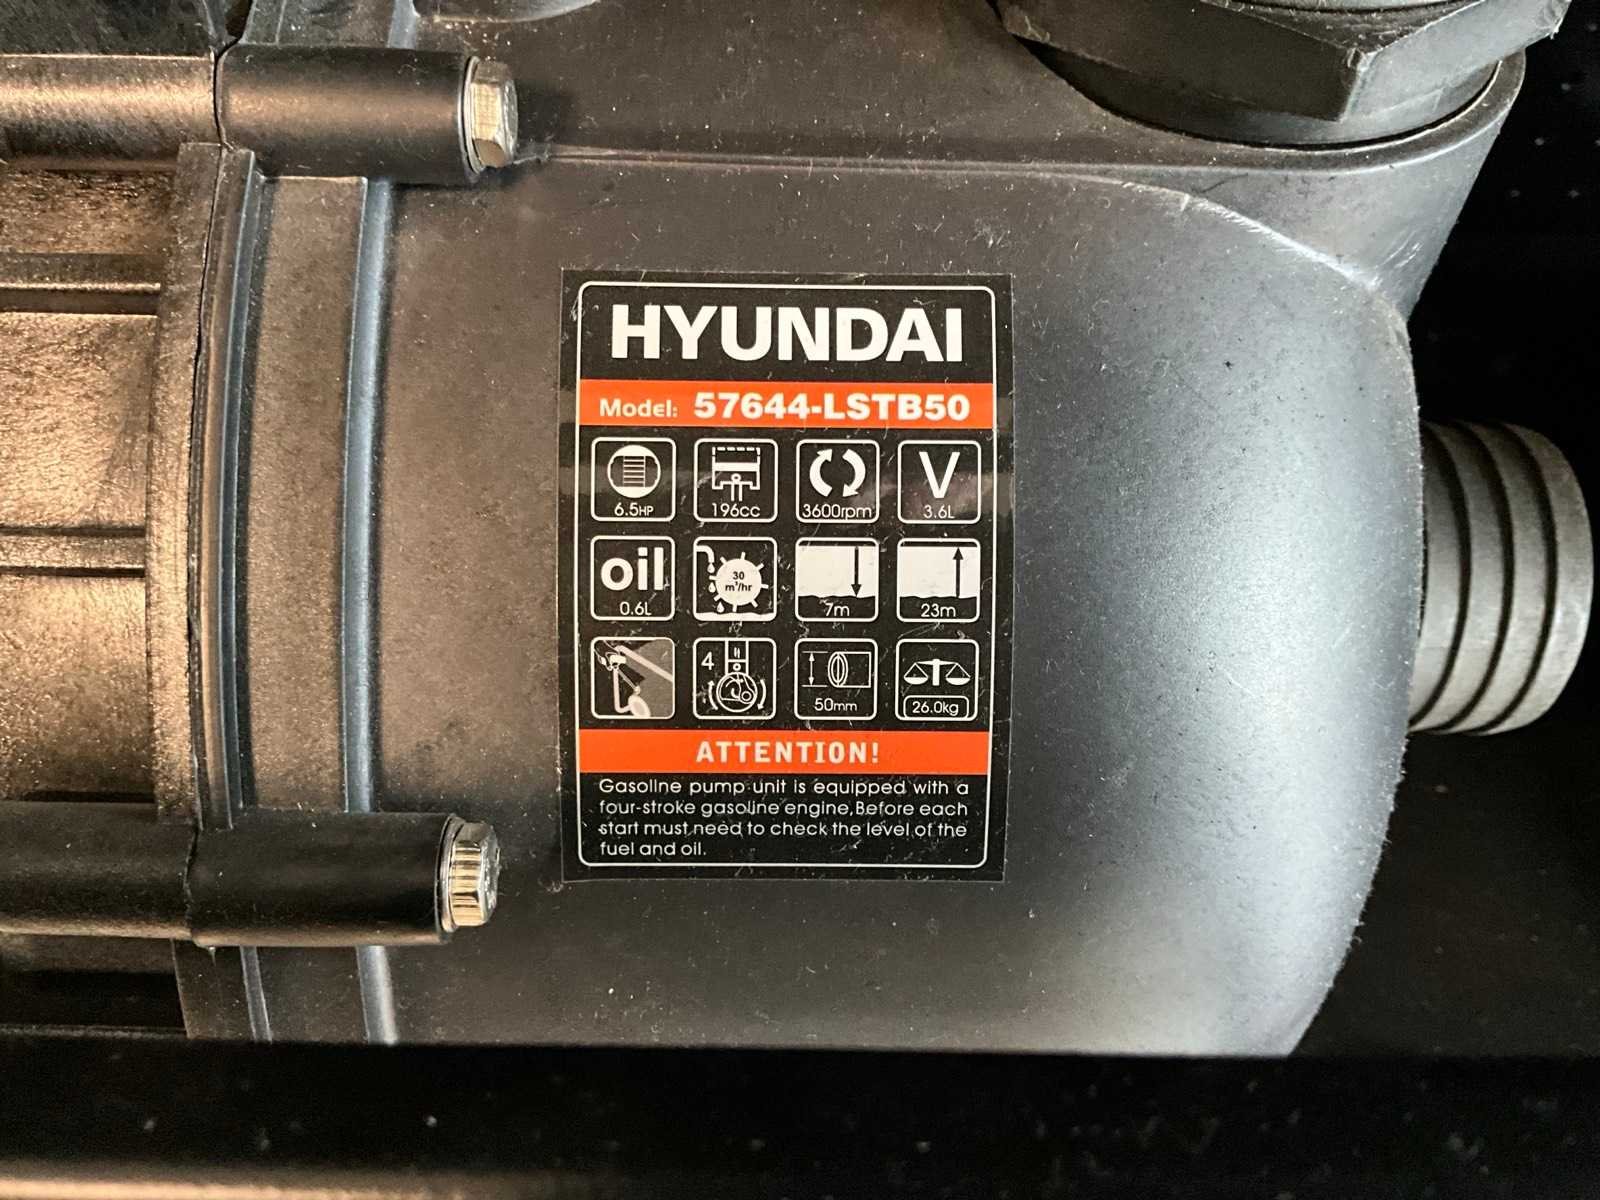 HYUNDAI
Model: 57644-LSTB50
6.5HP 196cc 3600rpm V 3.6L
oil 0.6L 30 m³/hr 7m 23m
4 50mm 26.0kg
ATTENTION!
Gasoline pump unit is equipped with a
four-stroke gasoline engine,Before each
start must need to check the level of the
fuel and oil.